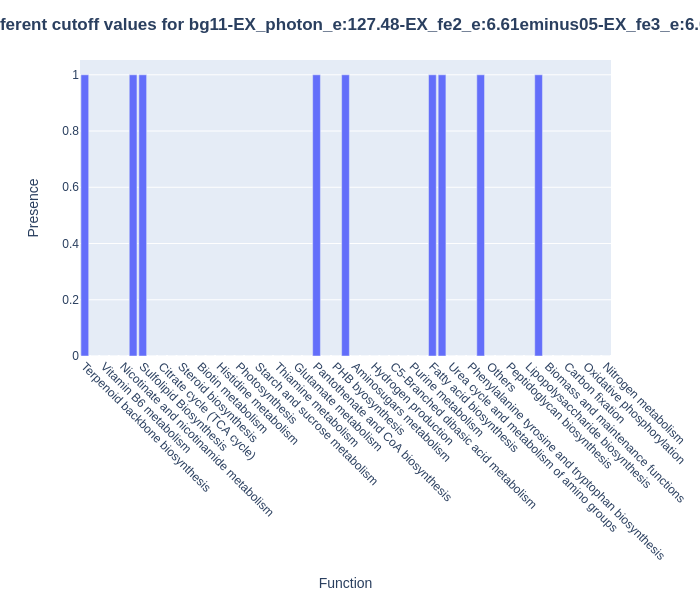 ferent cutoff values for bg11-EX_photon_e:127.48-EX_fe2_e:6.61eminus05-EX_fe3_e:6.
1
0.8
0.6
0.4
0.2
0
Presence
Terpenoid backbone biosynthesis
Vitamin B6 metabolism
Nicotinate and nicotinamide metabolism
Sulfolipid Biosynthesis
Citrate cycle (TCA cycle)
Steroid biosynthesis
Biotin metabolism
Histidine metabolism
Photosynthesis
Starch and sucrose metabolism
Thiamine metabolism
Glutamate metabolism
Pantothenate and CoA biosynthesis
PHB byosynthesis
Aminosugars metabolism
Hydrogen production
C5-Branched dibasic acid metabolism
Purine metabolism
Fatty acid biosynthesis
Urea cycle and metabolism of amino groups
Phenylalanine tyrosine and tryptophan biosynthesis
Others
Peptidoglycan biosynthesis
Lipopolysaccharide biosynthesis
Biomass and maintenance functions
Carbon fixation
Oxidative phosphorylation
Nitrogen metabolism
Function